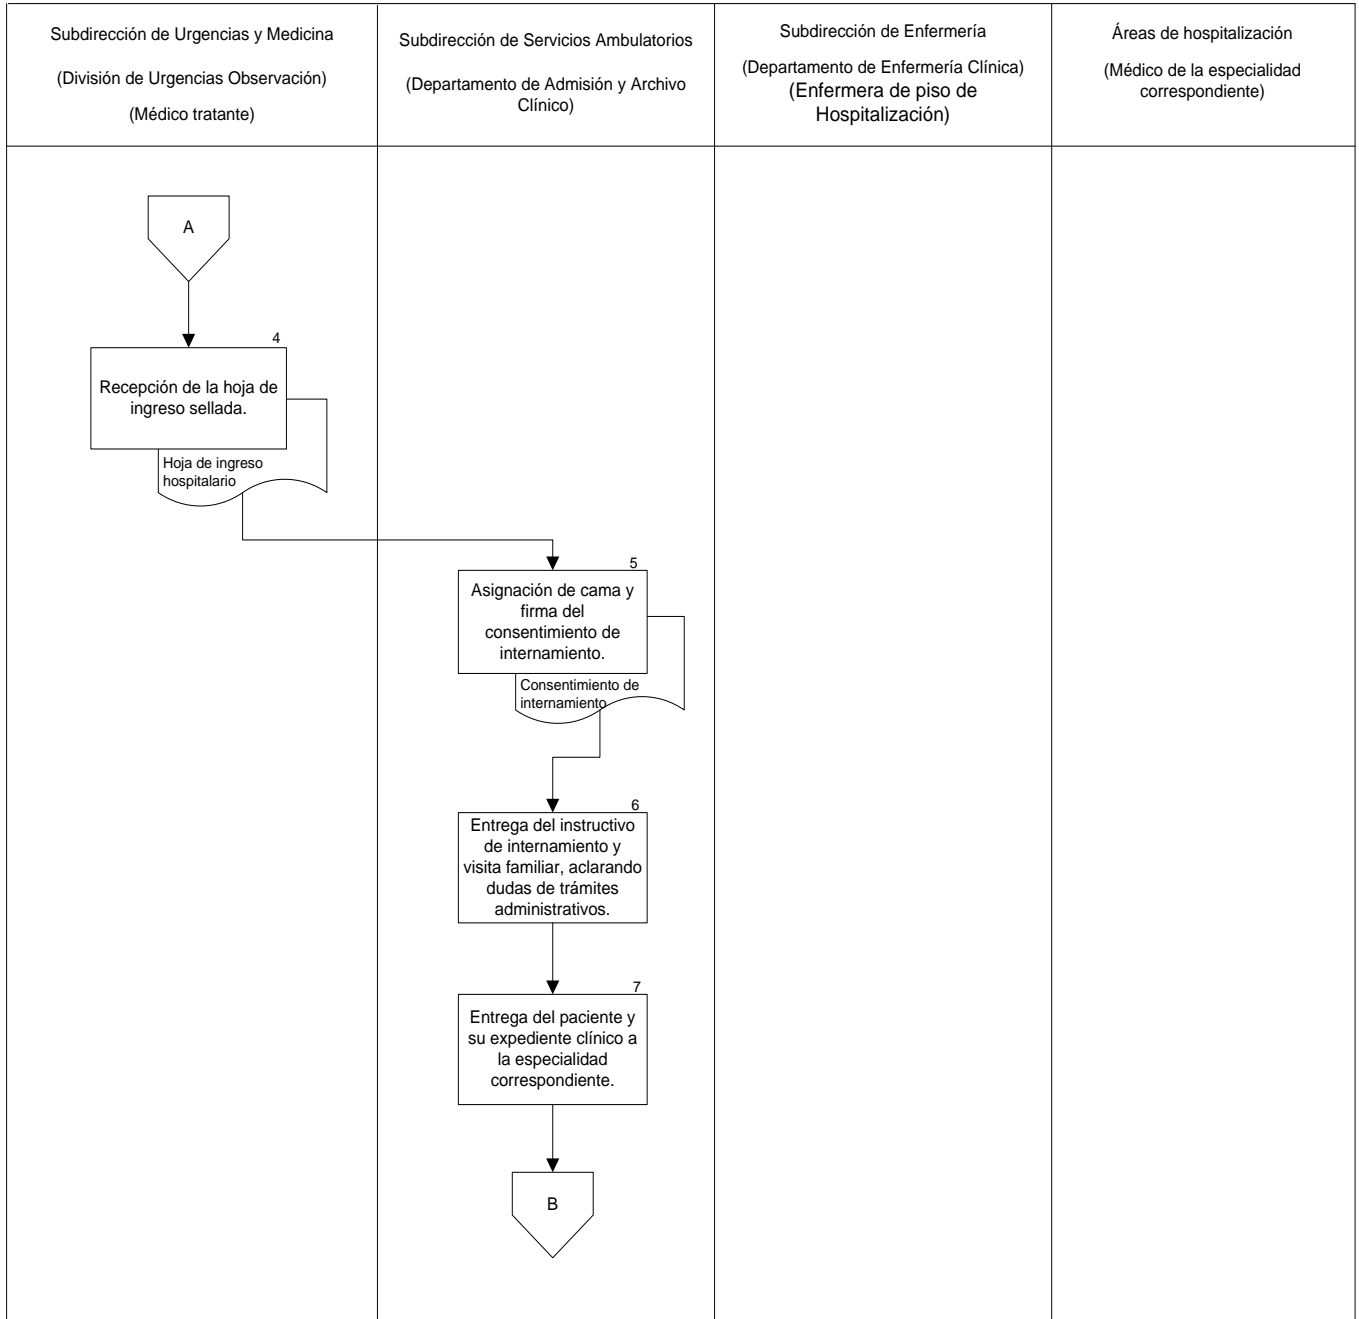 Subdirección de Urgencias y Medicina
(División de Urgencias Observación)
(Médico tratante)
Subdirección de Servicios Ambulatorios
(Departamento de Admisión y Archivo
Clínico)
Subdirección de Enfermería
(Departamento de Enfermería Clínica)
(Enfermera de piso de
Hospitalización)
Áreas de hospitalización
(Médico de la especialidad
correspondiente)
A
4
Recepción de la hoja de
ingreso sellada.
Hoja de ingreso
hospitalario
5
Asignación de cama y
firma del
consentimiento de
internamiento.
Consentimiento de
internamiento
6
Entrega del instructivo
de internamiento y
visita familiar, aclarando
dudas de trámites
administrativos.
7
Entrega del paciente y
su expediente clínico a
la especialidad
correspondiente.
B